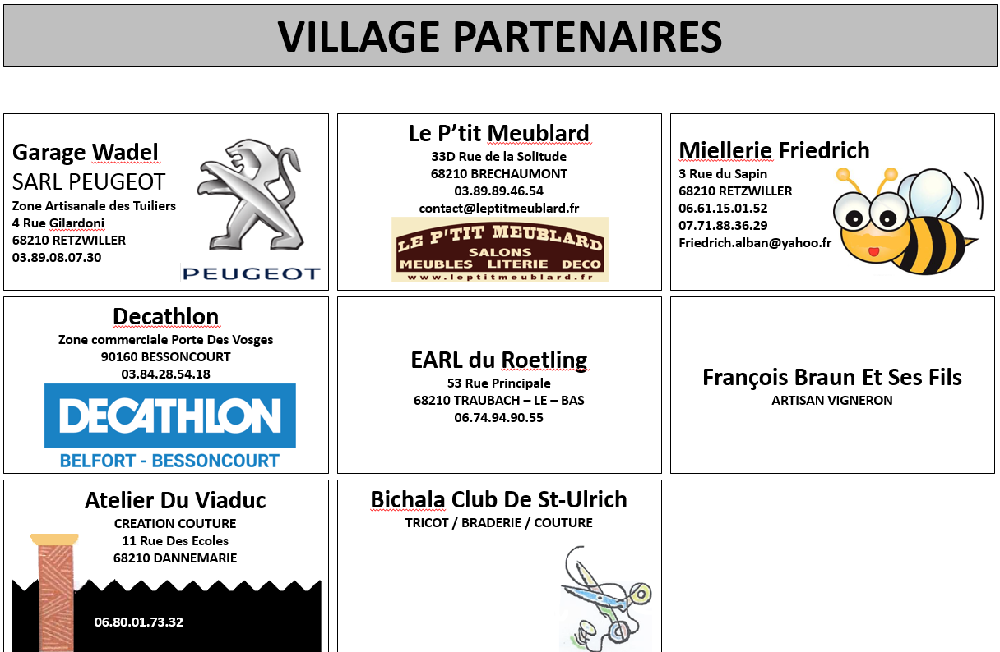 VILLAGE PARTENAIRES
Garage Wadel
SARL PEUGEOT
Zone Artisanale des Tuiliers
4 Rue Gilardoni
68210 RETZWILLER
03.89.08.07.30
PEUGEOT
Le P'tit Meublard
33D Rue de la Solitude
68210 BRECHAUMONT
03.89.89.46.54
contact@leptitmeublard.fr
LE P'TIT MEUBLARD
SALONS
MEUBLES LITERIE DECO
www.leptitmeublard.fr
Miellerie Friedrich
3 Rue du Sapin
68210 RETZWILLER
06.61.15.01.52
07.71.88.36.29
Friedrich.alban@yahoo.fr
Decathlon
Zone commerciale Porte Des Vosges
90160 BESSONCOURT
03.84.28.54.18
DECATHLON
BELFORT - BESSONCOURT
EARL du Roetling
53 Rue Principale
68210 TRAUBACH – LE – BAS
06.74.94.90.55
François Braun Et Ses Fils
ARTISAN VIGNERON
Atelier Du Viaduc
CREATION COUTURE
11 Rue Des Ecoles
68210 DANNEMARIE
06.80.01.73.32
Bichala Club De St-Ulrich
TRICOT / BRADERIE / COUTURE